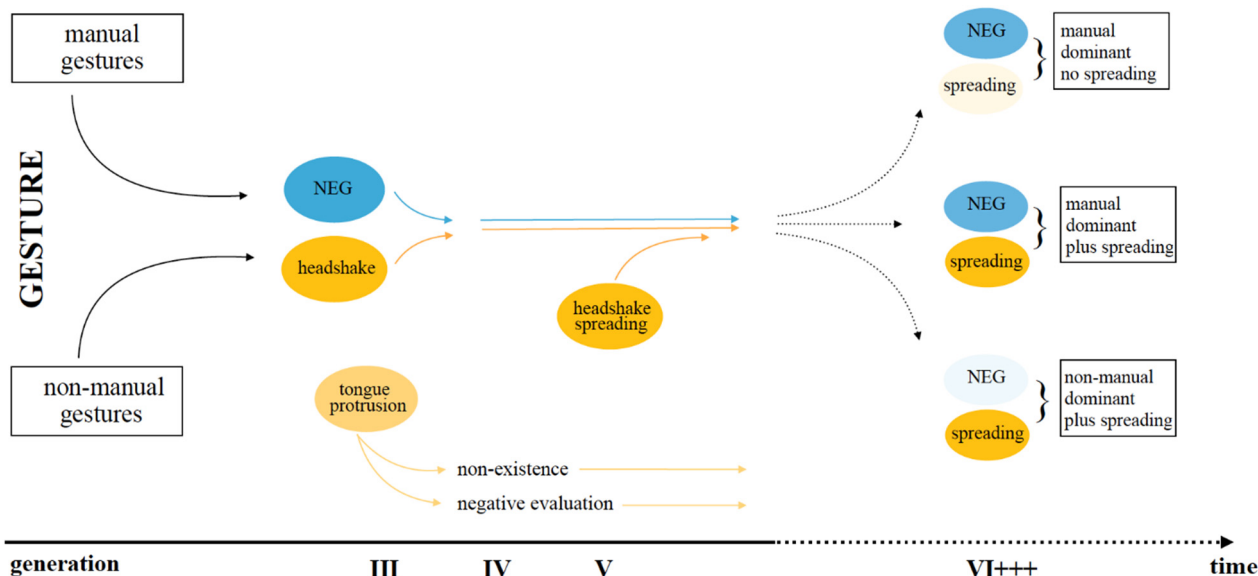 manual
gestures
GESTURE
non-manual
gestures
NEG
headshake
headshake
spreading
tongue
protrusion
non-existence
negative evaluation
NEG
spreading
}
manual
dominant
no spreading
NEG
spreading
}
manual
dominant
plus spreading
NEG
spreading
}
non-manual
dominant
plus spreading
generation III IV V VI+++ time